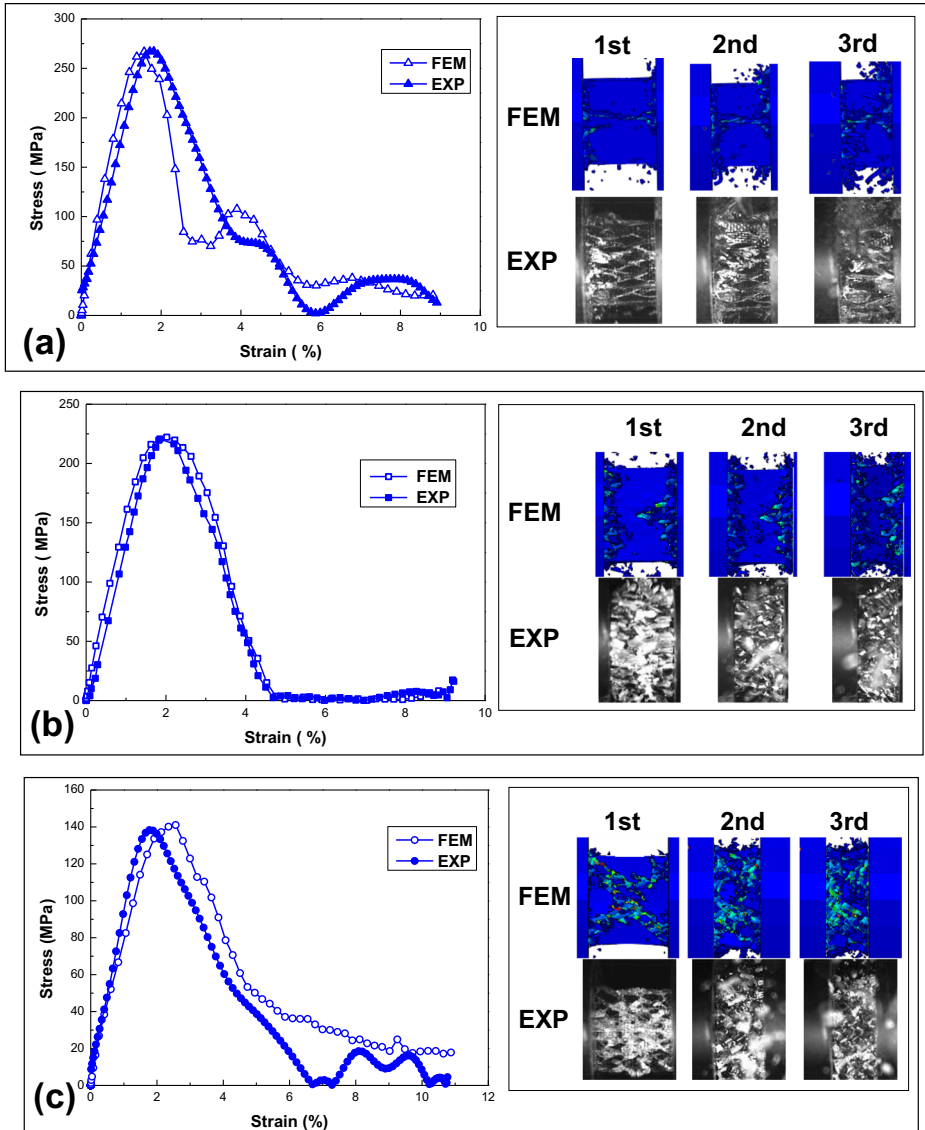 300
250
200
150
100
50
0
Stress ( MPa)
0 2 4 6 8 10
Strain ( %)
FEM
EXP
(a)
1st 2nd 3rd
FEM
EXP
250
200
150
100
50
0
Stress ( MPa)
0 2 4 6 8 10
Strain ( %)
FEM
EXP
(b)
1st 2nd 3rd
FEM
EXP
160
140
120
100
80
60
40
20
0
Stress (MPa)
0 2 4 6 8 10 12
Strain (%)
FEM
EXP
(c)
1st 2nd 3rd
FEM
EXP